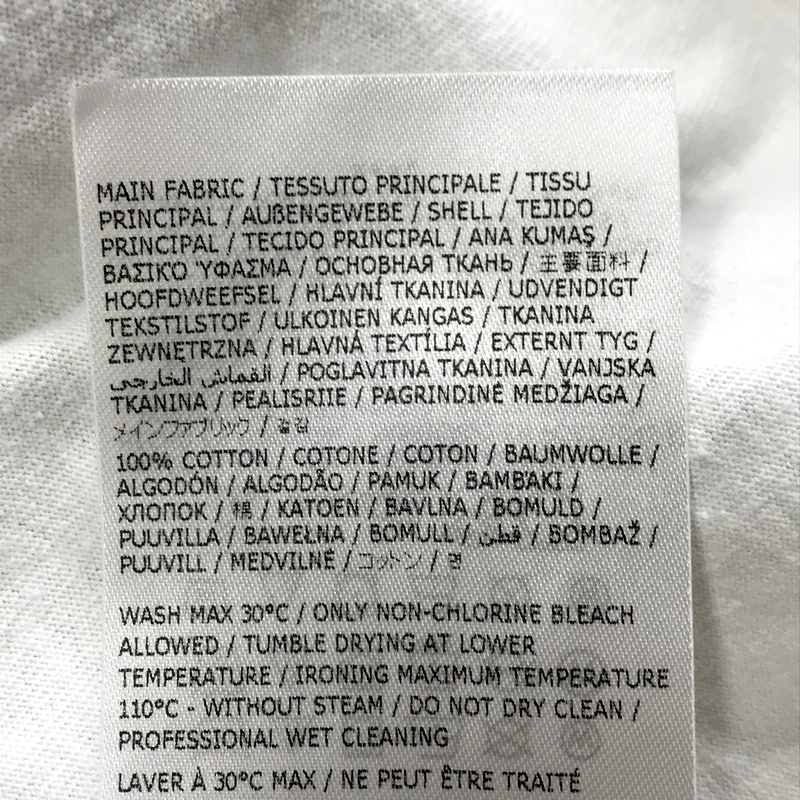 MAIN FABRIC / TESSUTO PRINCIPALE / TISSU
PRINCIPAL / AUßENGEWEBE / SHELL / TEJIDO
PRINCIPAL / TECIDO PRINCIPAL / ANA KUMAŞ /
ΒΑΣΙΚΌ ΎΦΑΣΜΑ / ОСНОВНАЯ ТКАНЬ / 主要面料 /
HOOFDWEEFSEL / HLAVNÍ TKANINA / UDVENDIGT
TEKSTILSTOF / ULKOINEN KANGAS / TKANINA
ZEWNĘTRZNA / HLAVNÁ TEXTÍLIA / EXTERNT TYG /
القماش الخارجي / POGLAVITNA TKANINA / VANJSKA
TKANINA / PEALISRIIE / PAGRINDINĖ MEDŽIAGA /
メインファブリック / 겉감
100% COTTON / COTONE / COTON / BAUMWOLLE /
ALGODÓN / ALGODÃO / PAMUK / ΒΑΜΒΆΚΙ /
ХЛОПОК / 棉 / KATOEN / BAVLNA / BOMULD /
PUUVILLA / BAWEŁNA / BOMULL / قطن / BOMBAŽ /
PUUVILL / MEDVILNĖ / コットン / 면
WASH MAX 30°C / ONLY NON-CHLORINE BLEACH
ALLOWED / TUMBLE DRYING AT LOWER
TEMPERATURE / IRONING MAXIMUM TEMPERATURE
110°C - WITHOUT STEAM / DO NOT DRY CLEAN /
PROFESSIONAL WET CLEANING
LAVER À 30°C MAX / NE PEUT ÊTRE TRAITÉ